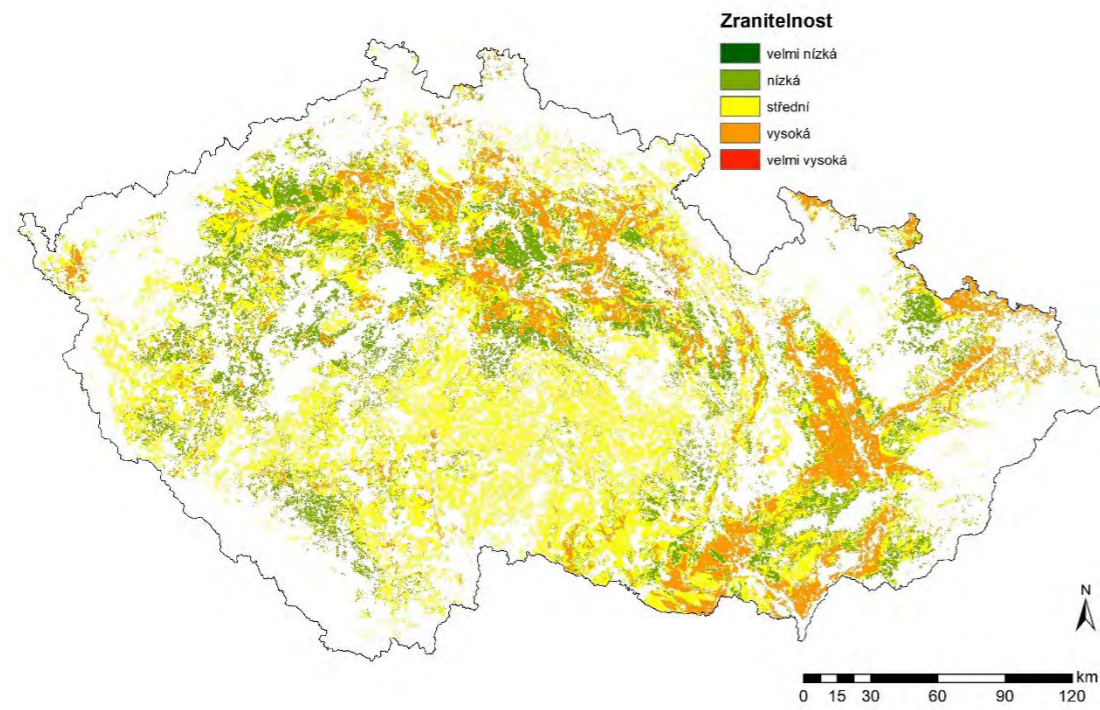 Zranitelnost
velmi nízká
nízká
střední
vysoká
velmi vysoká
N
km
0 15 30 60 90 120